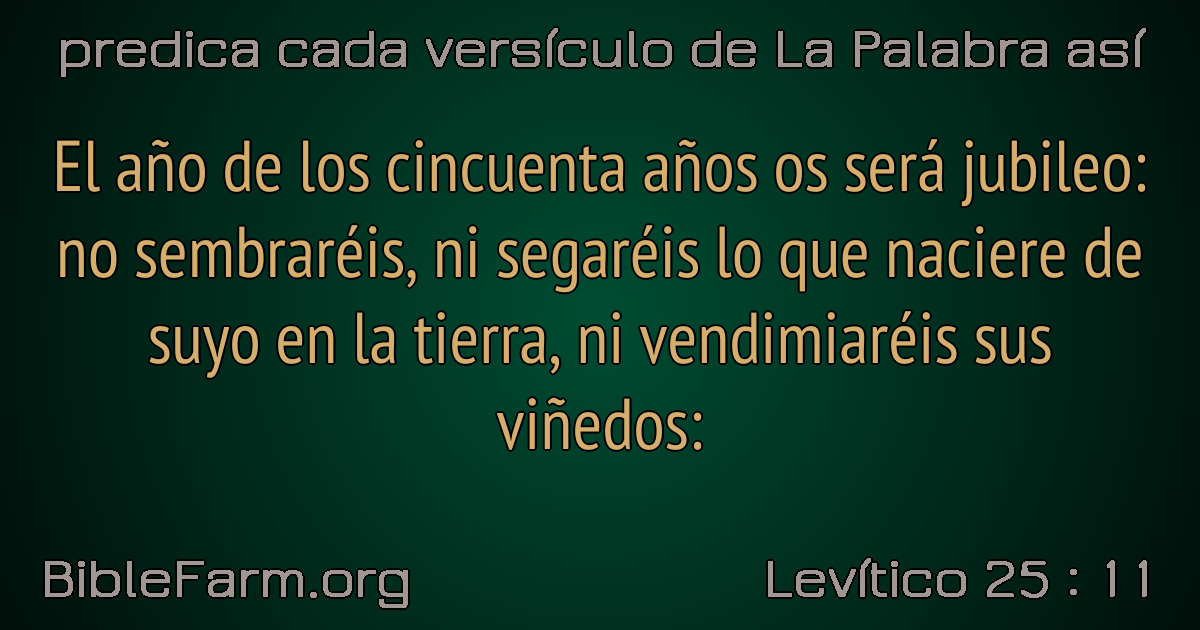 predica cada versículo de La Palabra así
El año de los cincuenta años os será jubileo:
no sembraréis, ni segaréis lo que naciere de
suyo en la tierra, ni vendimiaréis sus
viñedos:
BibleFarm.org
Levítico 25 : 11